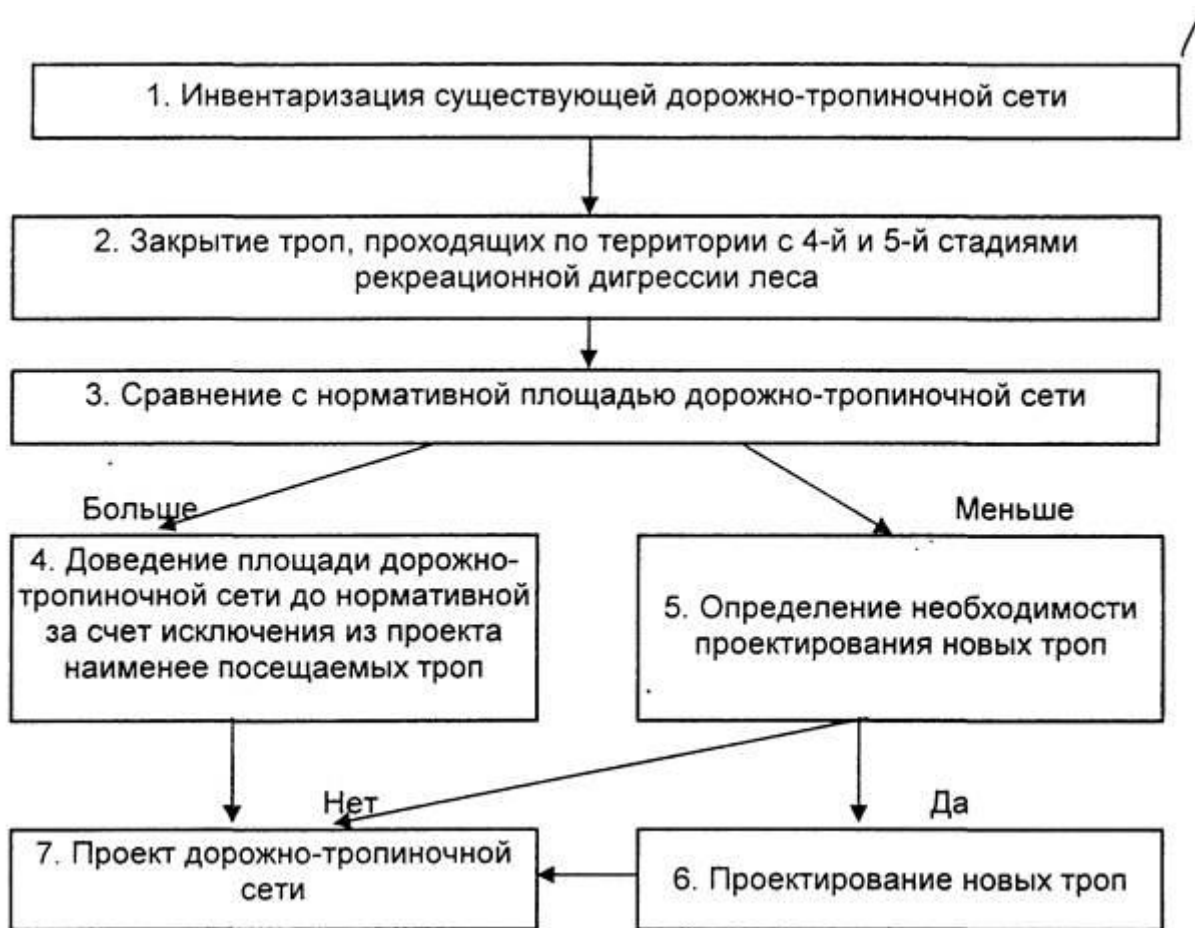 1. Инвентаризация существующей дорожно-тропиночной сети
2. Закрытие троп, проходящих по территории с 4-й и 5-й стадиями
рекреационной дигрессии леса
3. Сравнение с нормативной площадью дорожно-тропиночной сети
Больше
Меньше
4. Доведение площади дорожно-
тропиночной сети до нормативной
за счет исключения из проекта
наименее посещаемых троп
5. Определение необходимости
проектирования новых троп
Нет
Да
7. Проект дорожно-тропиночной
сети
6. Проектирование новых троп